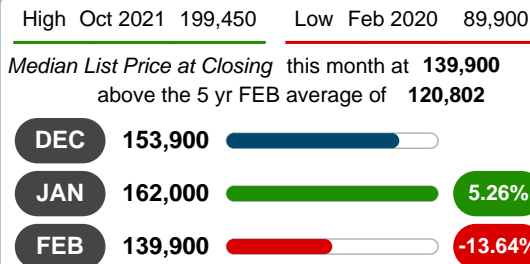 High Oct 2021 199,450 Low Feb 2020 89,900
Median List Price at Closing this month at 139,900
above the 5 yr FEB average of 120,802
DEC 153,900
JAN 162,000 5.26%
FEB 139,900 -13.64%